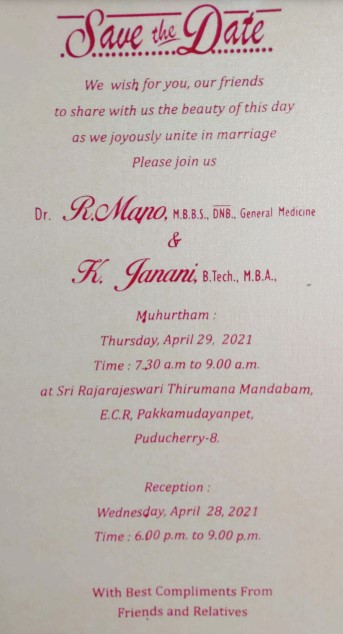 Save the Date
We wish for you, our friends
to share with us the beauty of this day
as we joyously unite in marriage
Please join us
Dr. R.Mano, M.B.B.S., DNB., General Medicine
&
K. Janani, B.Tech., M.B.A.,
Muhurtham :
Thursday, April 29, 2021
Time : 7.30 a.m to 9.00 a.m.
at Sri Rajarajeswari Thirumana Mandabam,
E.C.R, Pakkamudayanpet,
Puducherry-8.
Reception :
Wednesday, April 28, 2021
Time : 6.00 p.m. to 9.00 p.m.
With Best Compliments From
Friends and Relatives